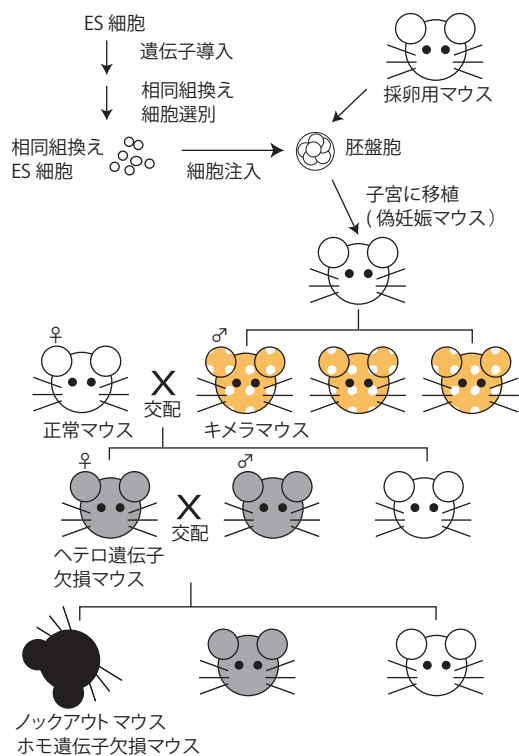 ES 細胞
遺伝子導入
相同組換え
細胞選別
採卵用マウス
相同組換え
ES 細胞
細胞注入
胚盤胞
子宮に移植
( 偽妊娠マウス )
♀
♂
正常マウス
X
交配
キメラマウス
♀
♂
X
交配
ヘテロ遺伝子
欠損マウス
ノックアウト マウス
ホモ遺伝子欠損マウス